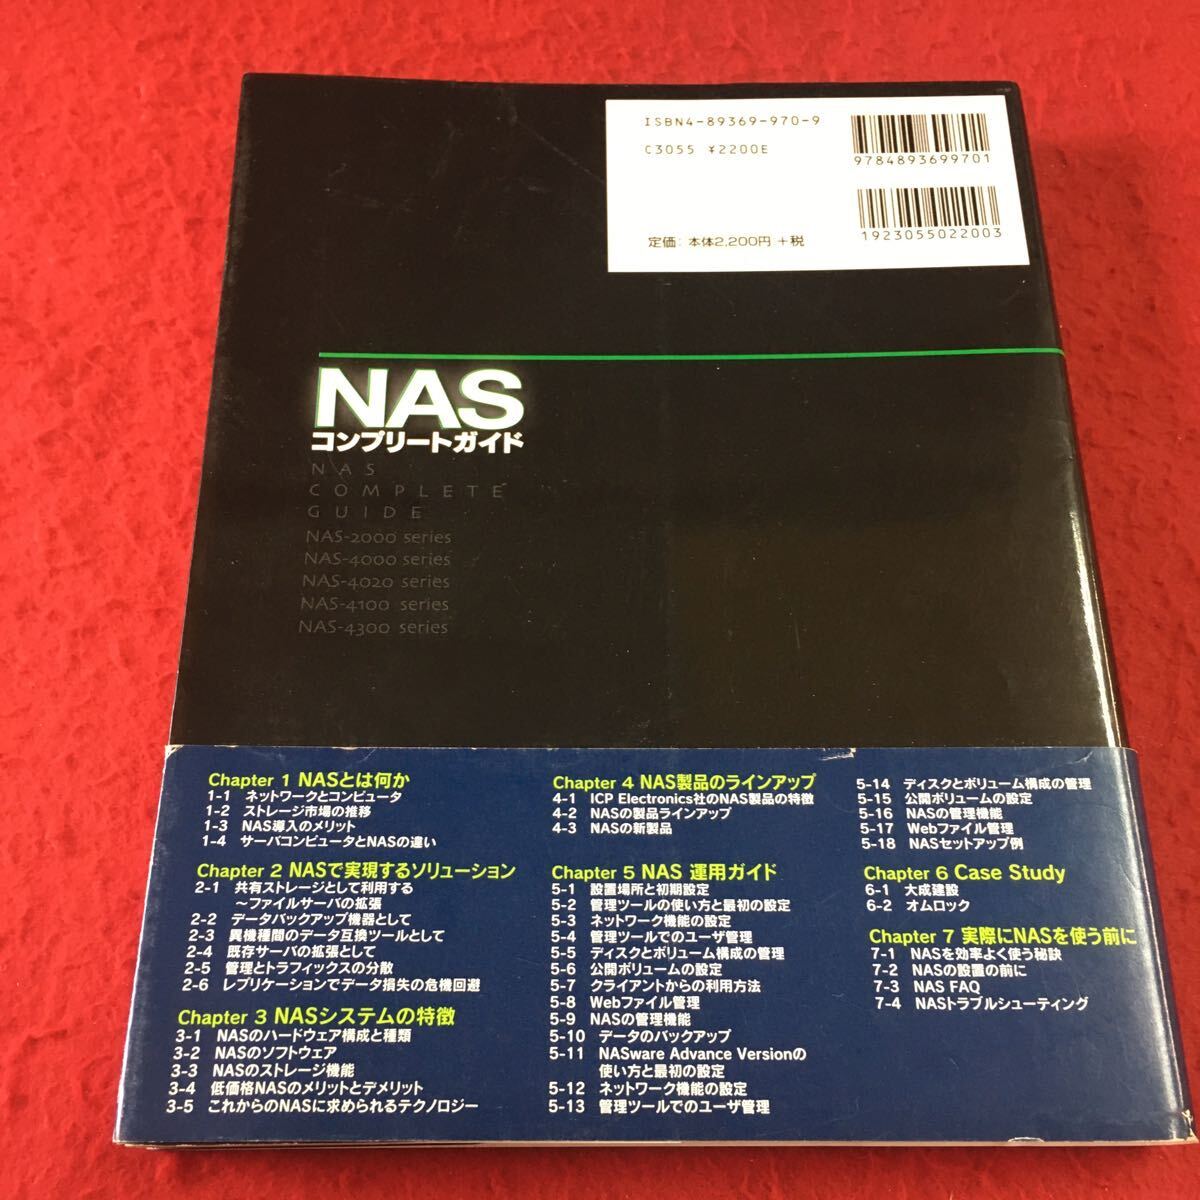 ISBN4-89369-970-9
C3055 ¥2200E
9784893699701
1923055022003
定価：本体2,200円 +税
NAS
コンプリートガイド
NAS
COMPLETE
GUIDE
NAS-2000 series
NAS-4000 series
NAS-4020 series
NAS-4100 series
NAS-4300 series
Chapter 1 NASとは何か
1-1 ネットワークとコンピュータ
1-2 ストレージ市場の推移
1-3 NAS導入のメリット
1-4 サーバコンピュータとNASの違い
Chapter 2 NASで実現するソリューション
2-1 共有ストレージとして利用する
～ファイルサーバの拡張
2-2 データバックアップ機器として
2-3 異機種間のデータ互換ツールとして
2-4 既存サーバの拡張として
2-5 管理とトラフィックスの分散
2-6 レプリケーションでデータ損失の危機回避
Chapter 3 NASシステムの特徴
3-1 NASのハードウェア構成と種類
3-2 NASのソフトウェア
3-3 NASのストレージ機能
3-4 低価格NASのメリットとデメリット
3-5 これからのNASに求められるテクノロジー
Chapter 4 NAS製品のラインアップ
4-1 ICP Electronics社のNAS製品の特徴
4-2 NASの製品ラインアップ
4-3 NASの新製品
Chapter 5 NAS 運用ガイド
5-1 設置場所と初期設定
5-2 管理ツールの使い方と最初の設定
5-3 ネットワーク機能の設定
5-4 管理ツールでのユーザ管理
5-5 ディスクとボリューム構成の管理
5-6 公開ボリュームの設定
5-7 クライアントからの利用方法
5-8 Webファイル管理
5-9 NASの管理機能
5-10 データのバックアップ
5-11 NASware Advance Versionの
使い方と最初の設定
5-12 ネットワーク機能の設定
5-13 管理ツールでのユーザ管理
5-14 ディスクとボリューム構成の管理
5-15 公開ボリュームの設定
5-16 NASの管理機能
5-17 Webファイル管理
5-18 NASセットアップ例
Chapter 6 Case Study
6-1 大成建設
6-2 オムロック
Chapter 7 実際にNASを使う前に
7-1 NASを効率よく使う秘訣
7-2 NASの設置の前に
7-3 NAS FAQ
7-4 NASトラブルシューティング